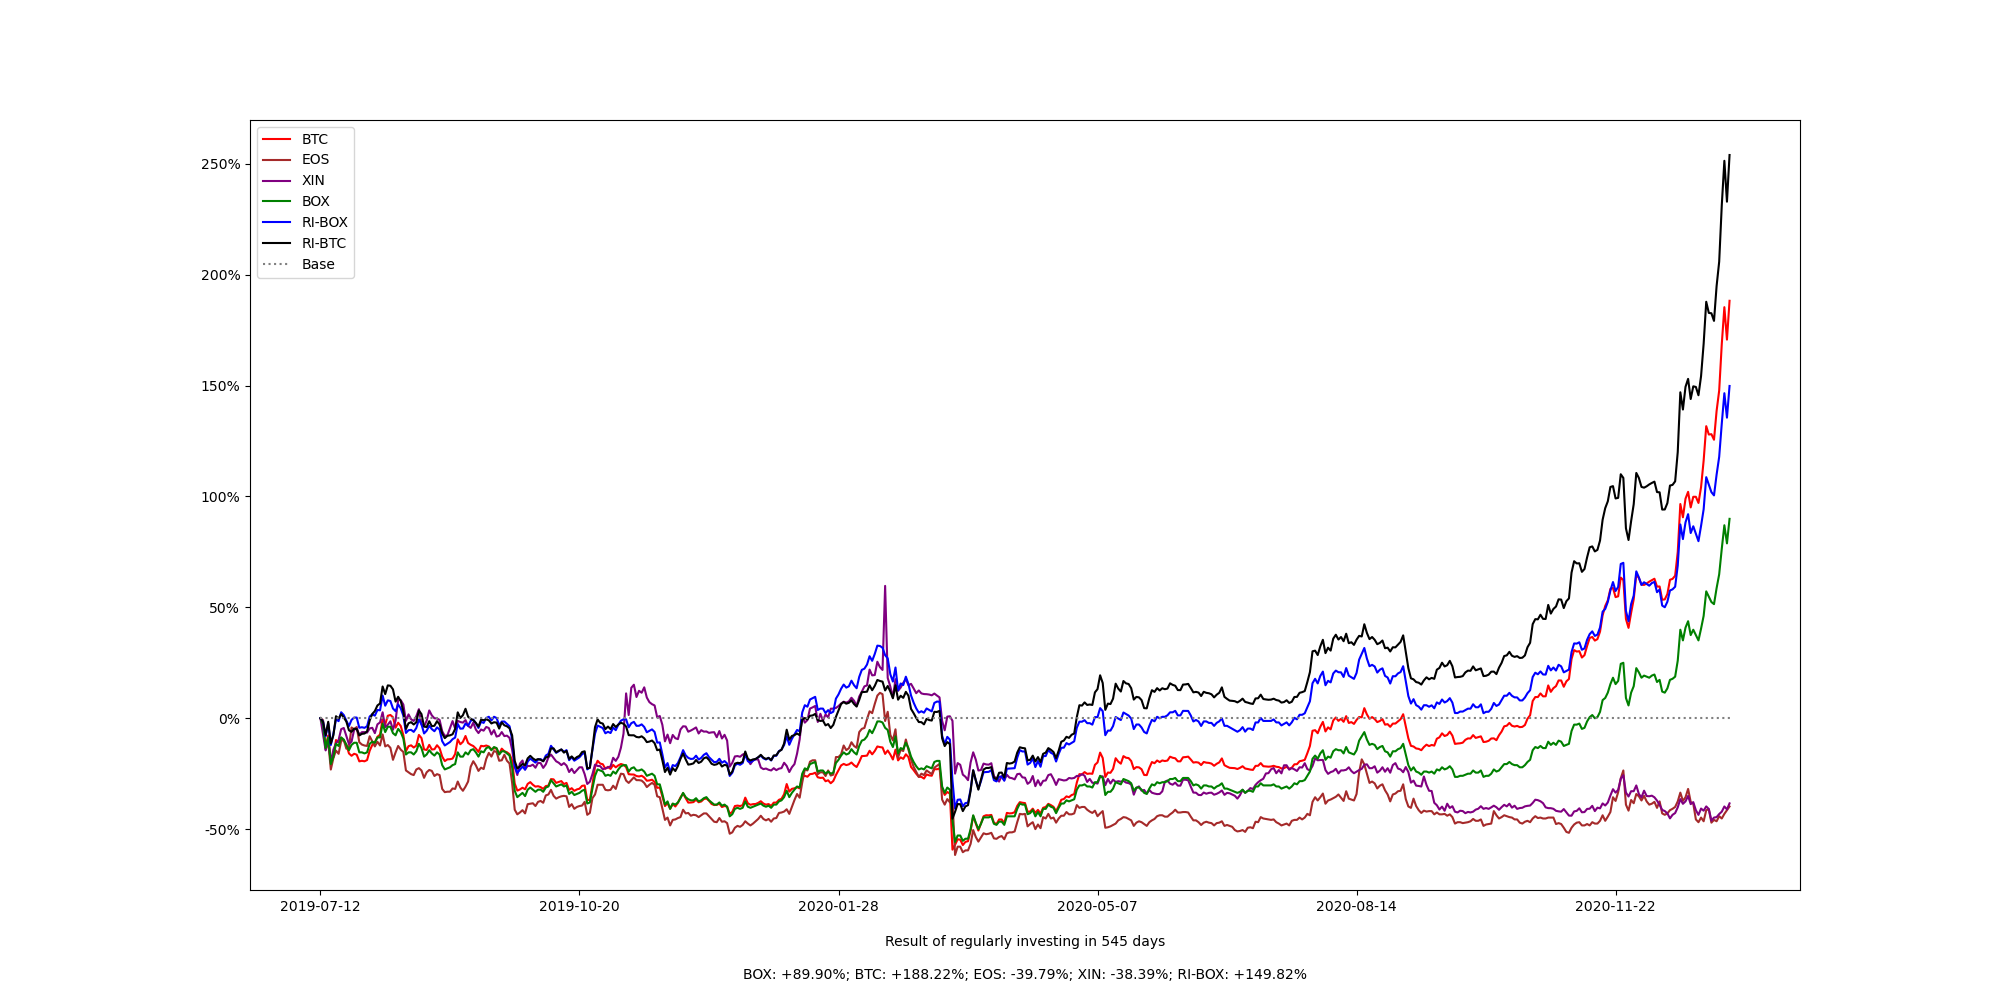 BTC
EOS
XIN
BOX
RI-BOX
RI-BTC
Base
250%
200%
150%
100%
50%
0%
-50%
2019-07-12 2019-10-20 2020-01-28 2020-05-07 2020-08-14 2020-11-22
Result of regularly investing in 545 days
BOX: +89.90%; BTC: +188.22%; EOS: -39.79%; XIN: -38.39%; RI-BOX: +149.82%